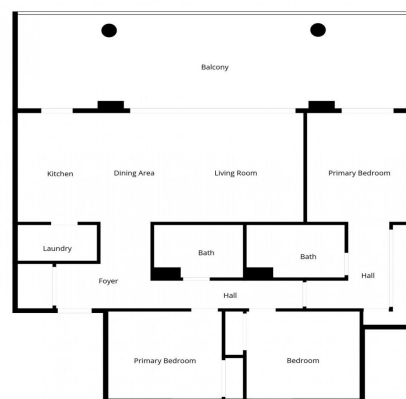 Balcony
Kitchen
Dining Area
Living Room
Primary Bedroom
Laundry
Bath
Bath
Foyer
Hall
Hall
Primary Bedroom
Bedroom